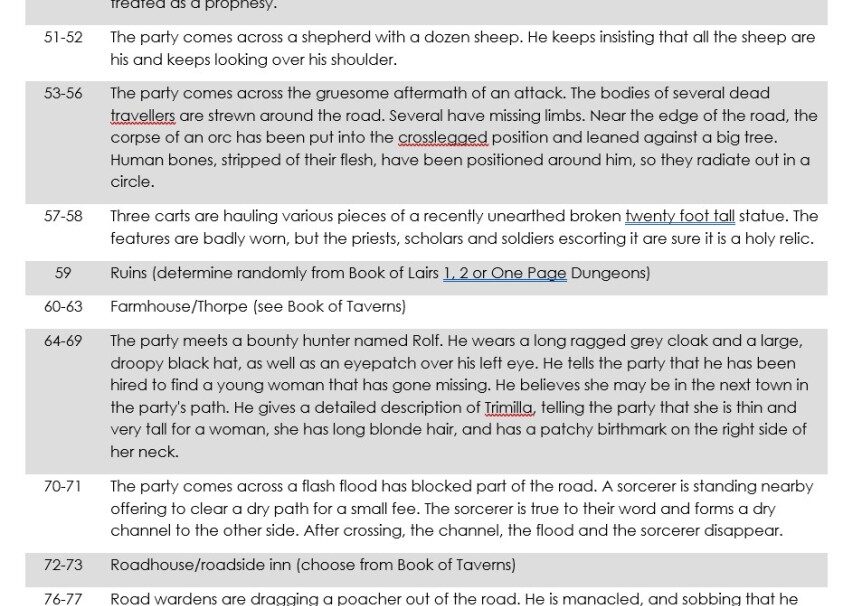 treated as a prophesy.
51-52 The party comes across a shepherd with a dozen sheep. He keeps insisting that all the sheep are
his and keeps looking over his shoulder.
53-56 The party comes across the gruesome aftermath of an attack. The bodies of several dead
travellers are strewn around the road. Several have missing limbs. Near the edge of the road, the
corpse of an orc has been put into the crosslegged position and leaned against a big tree.
Human bones, stripped of their flesh, have been positioned around him, so they radiate out in a
circle.
57-58 Three carts are hauling various pieces of a recently unearthed broken twenty foot tall statue. The
features are badly worn, but the priests, scholars and soldiers escorting it are sure it is a holy relic.
59 Ruins (determine randomly from Book of Lairs 1, 2 or One Page Dungeons)
60-63 Farmhouse/Thorpe (see Book of Taverns)
64-69 The party meets a bounty hunter named Rolf. He wears a long ragged grey cloak and a large,
droopy black hat, as well as an eyepatch over his left eye. He tells the party that he has been
hired to find a young woman that has gone missing. He believes she may be in the next town in
the party's path. He gives a detailed description of Trimilla, telling the party that she is thin and
very tall for a woman, she has long blonde hair, and has a patchy birthmark on the right side of
her neck.
70-71 The party comes across a flash flood has blocked part of the road. A sorcerer is standing nearby
offering to clear a dry path for a small fee. The sorcerer is true to their word and forms a dry
channel to the other side. After crossing, the channel, the flood and the sorcerer disappear.
72-73 Roadhouse/roadside inn (choose from Book of Taverns)
76-77 Road wardens are dragging a poacher out of the road. He is manacled, and sobbing that he